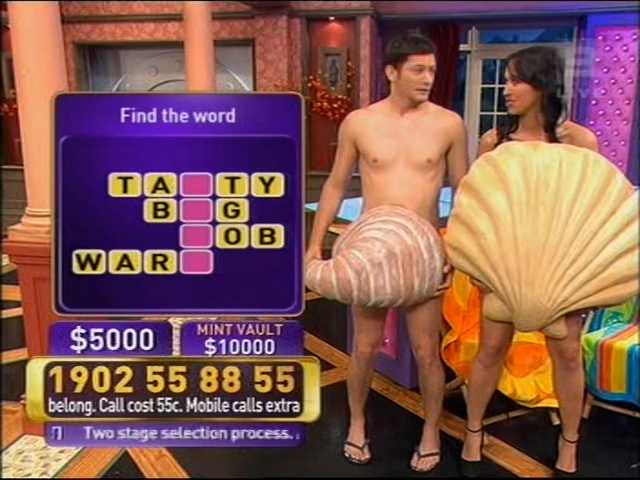 Find the word
TA TY
B G
OB
WAR
$5000
MINT VAULT
$10000
1902 55 88 55
belong. Call cost 55c. Mobile calls extra
Two stage selection process.